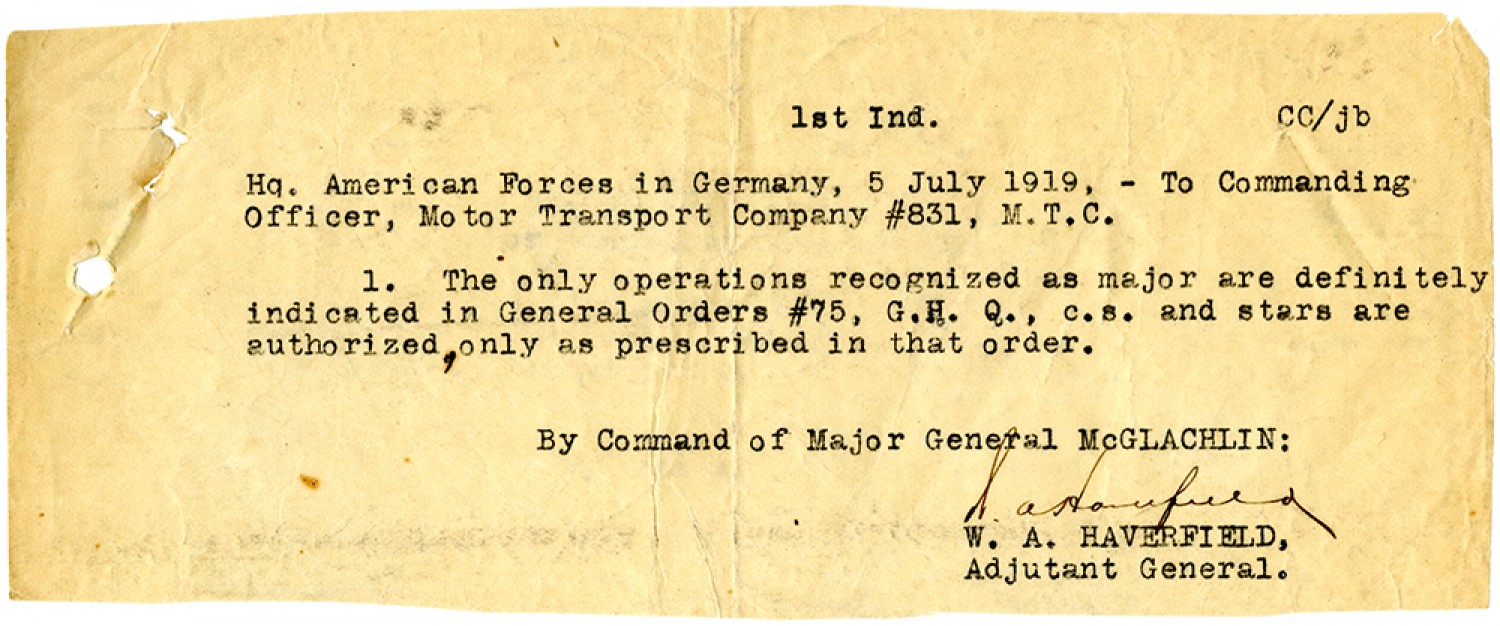 1st Ind. CC/jb
Hq. American Forces in Germany, 5 July 1919, - To Commanding
Officer, Motor Transport Company #831, M.T.C.
1. The only operations recognized as major are definitely
indicated in General Orders #75, G.H. Q., c.s. and stars are
authorized,only as prescribed in that order.
By Command of Major General McGLACHLIN:
W. A. Haverfield
W. A. HAVERFIELD,
Adjutant General.